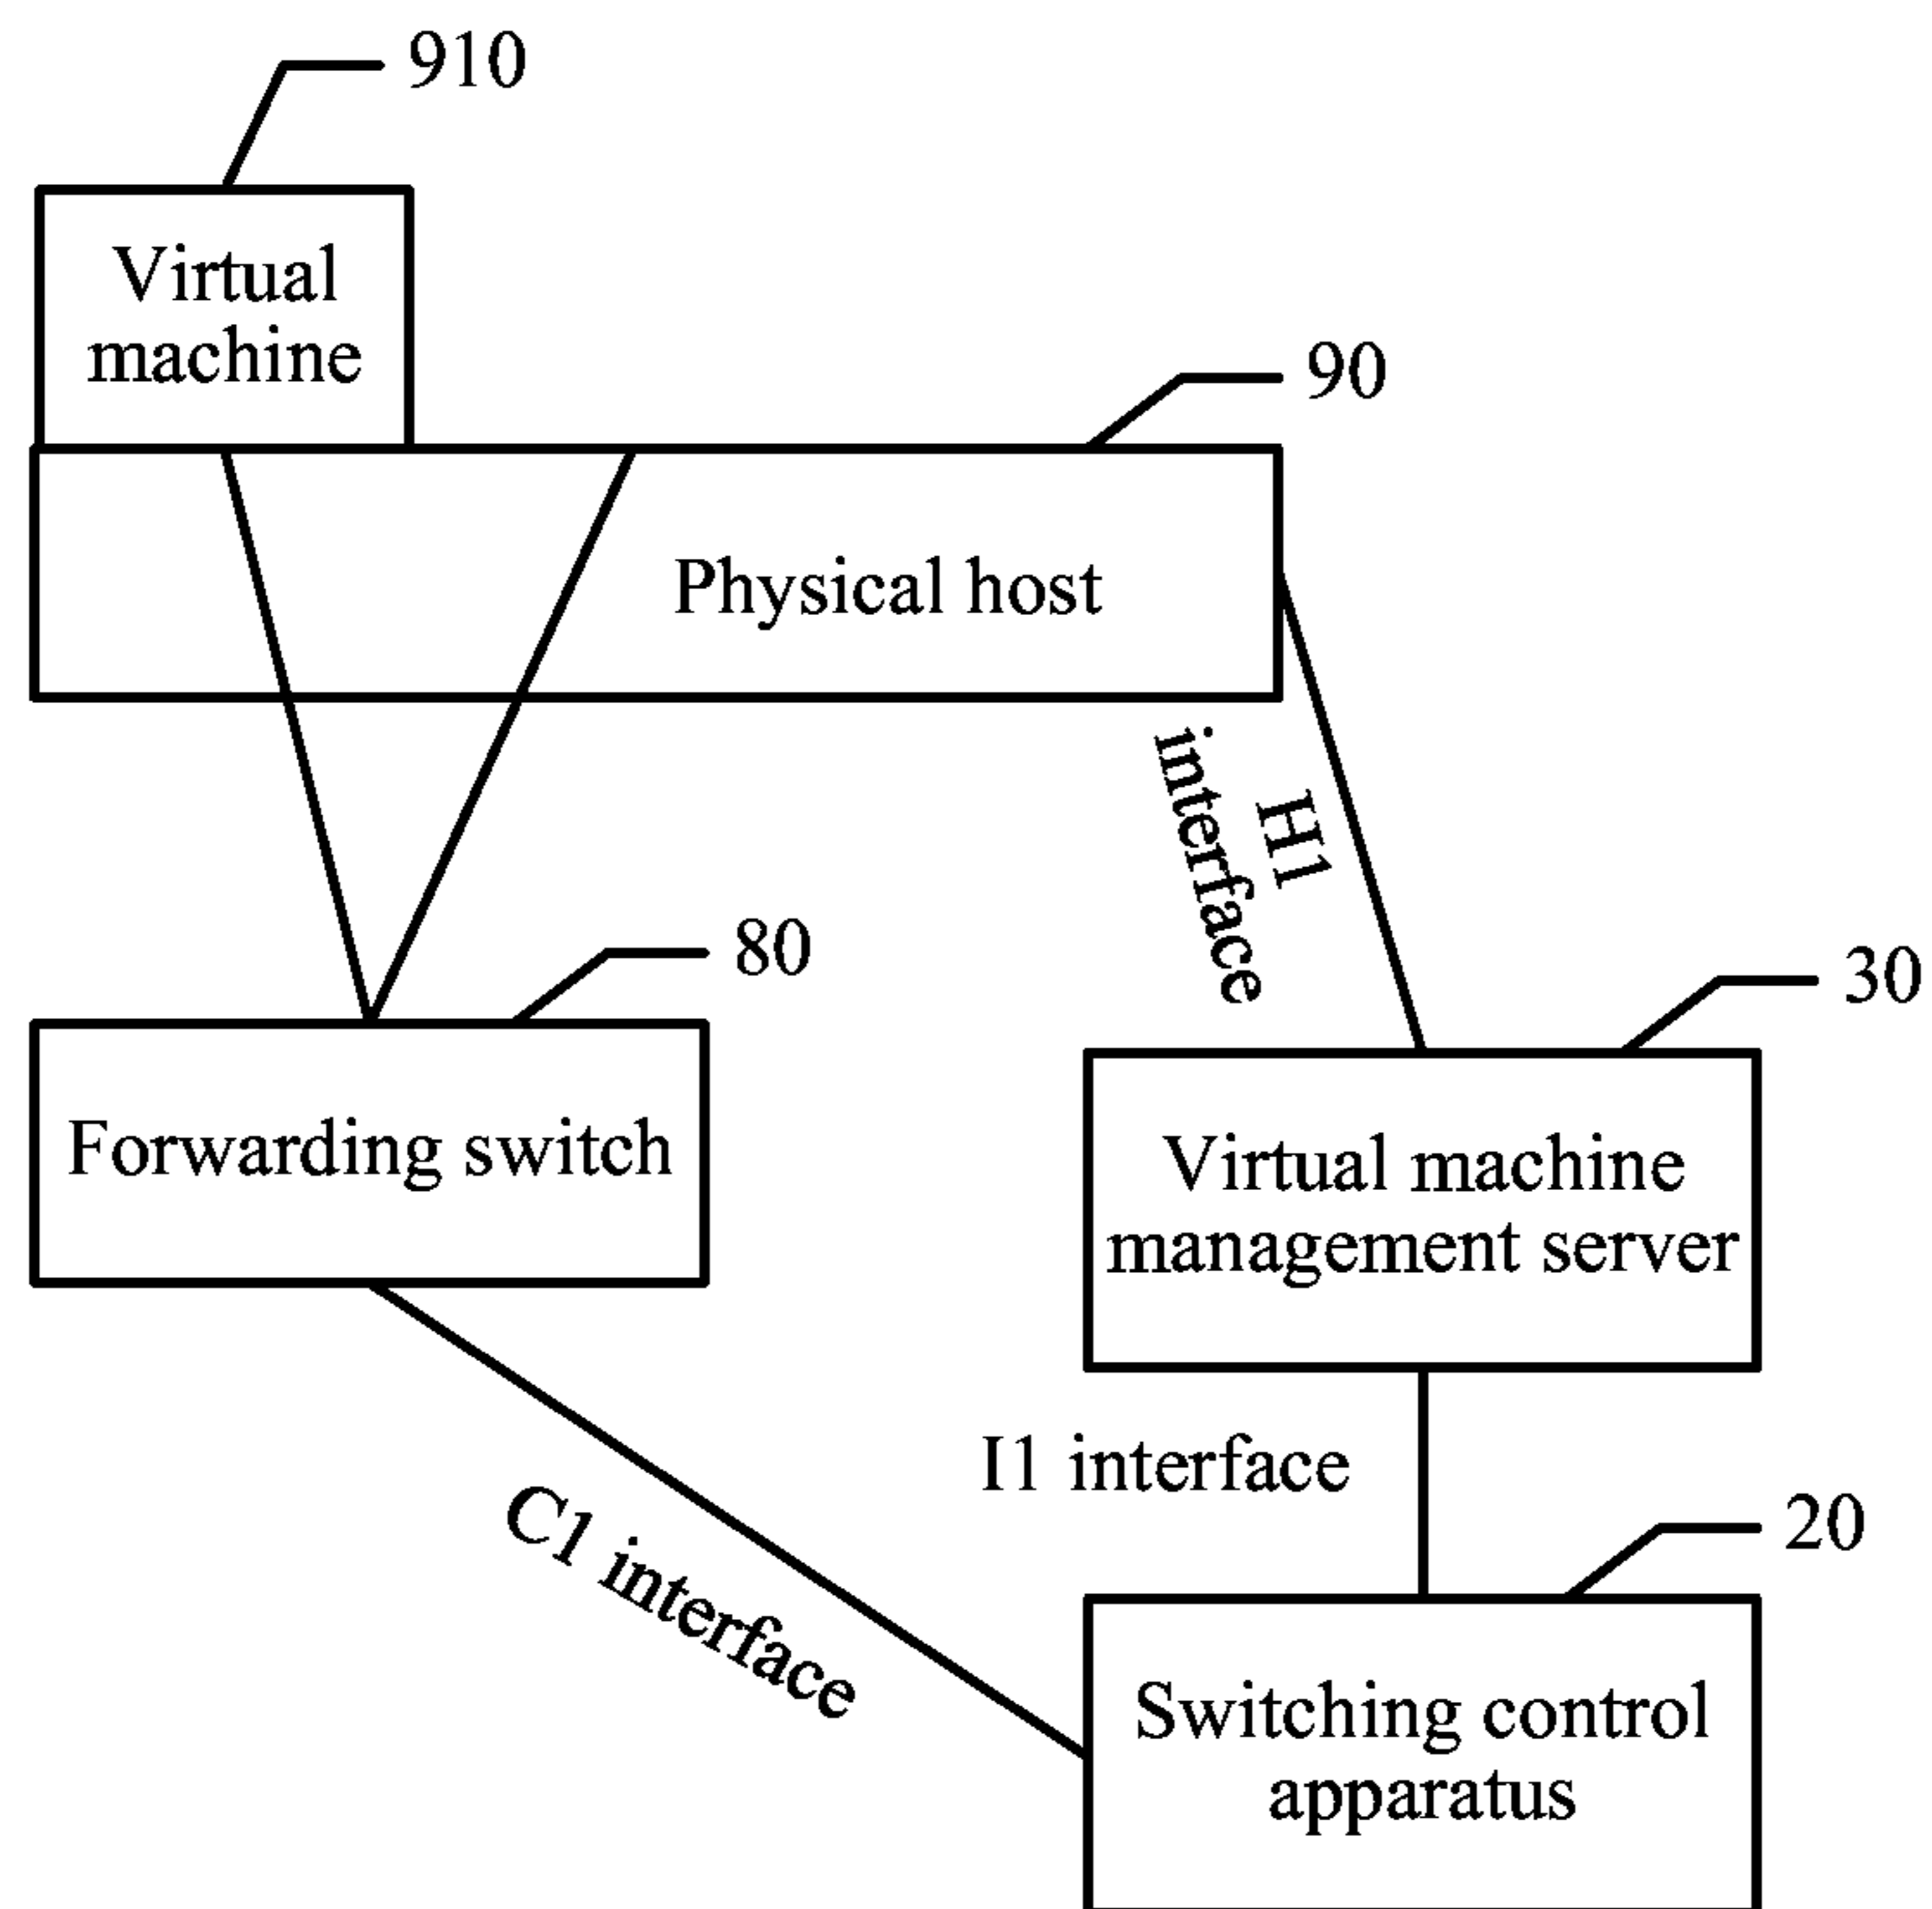 910
Virtual
machine
90
Physical host
H1
interface
80
30
Forwarding switch
Virtual machine
management server
I1 interface
C1 interface
20
Switching control
apparatus